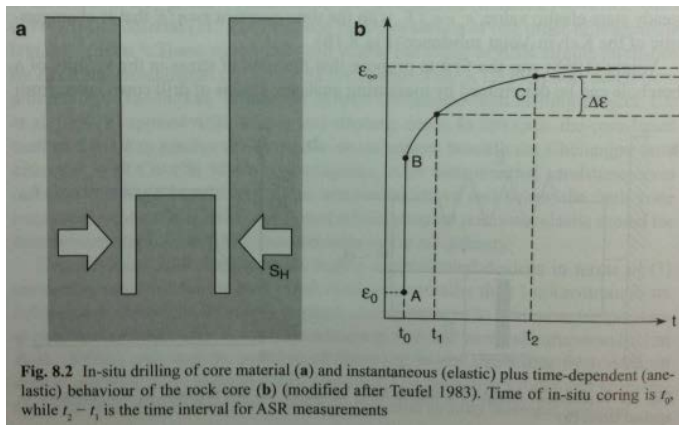 a
S_H
b
ε∞
C
Δε
B
ε₀
A
t₀
t₁
t₂
t
Fig. 8.2 In-situ drilling of core material (a) and instantaneous (elastic) plus time-dependent (ane-
lastic) behaviour of the rock core (b) (modified after Teufel 1983). Time of in-situ coring is t₀,
while t₂ − t₁ is the time interval for ASR measurements